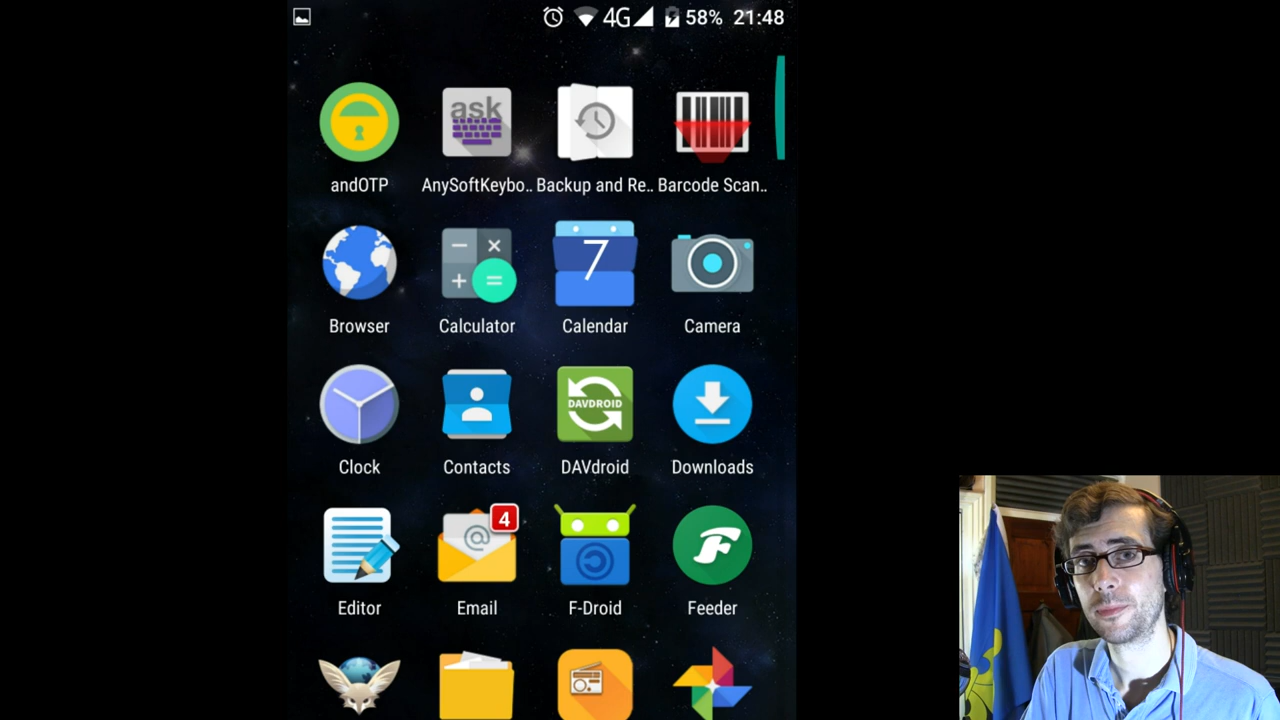 4G 58% 21:48
ask
andOTP AnySoftKeybo.. Backup and Re.. Barcode Scan..
7
Browser Calculator Calendar Camera
DAVDROID
Clock Contacts DAVdroid Downloads
4
@
Editor Email F-Droid Feeder